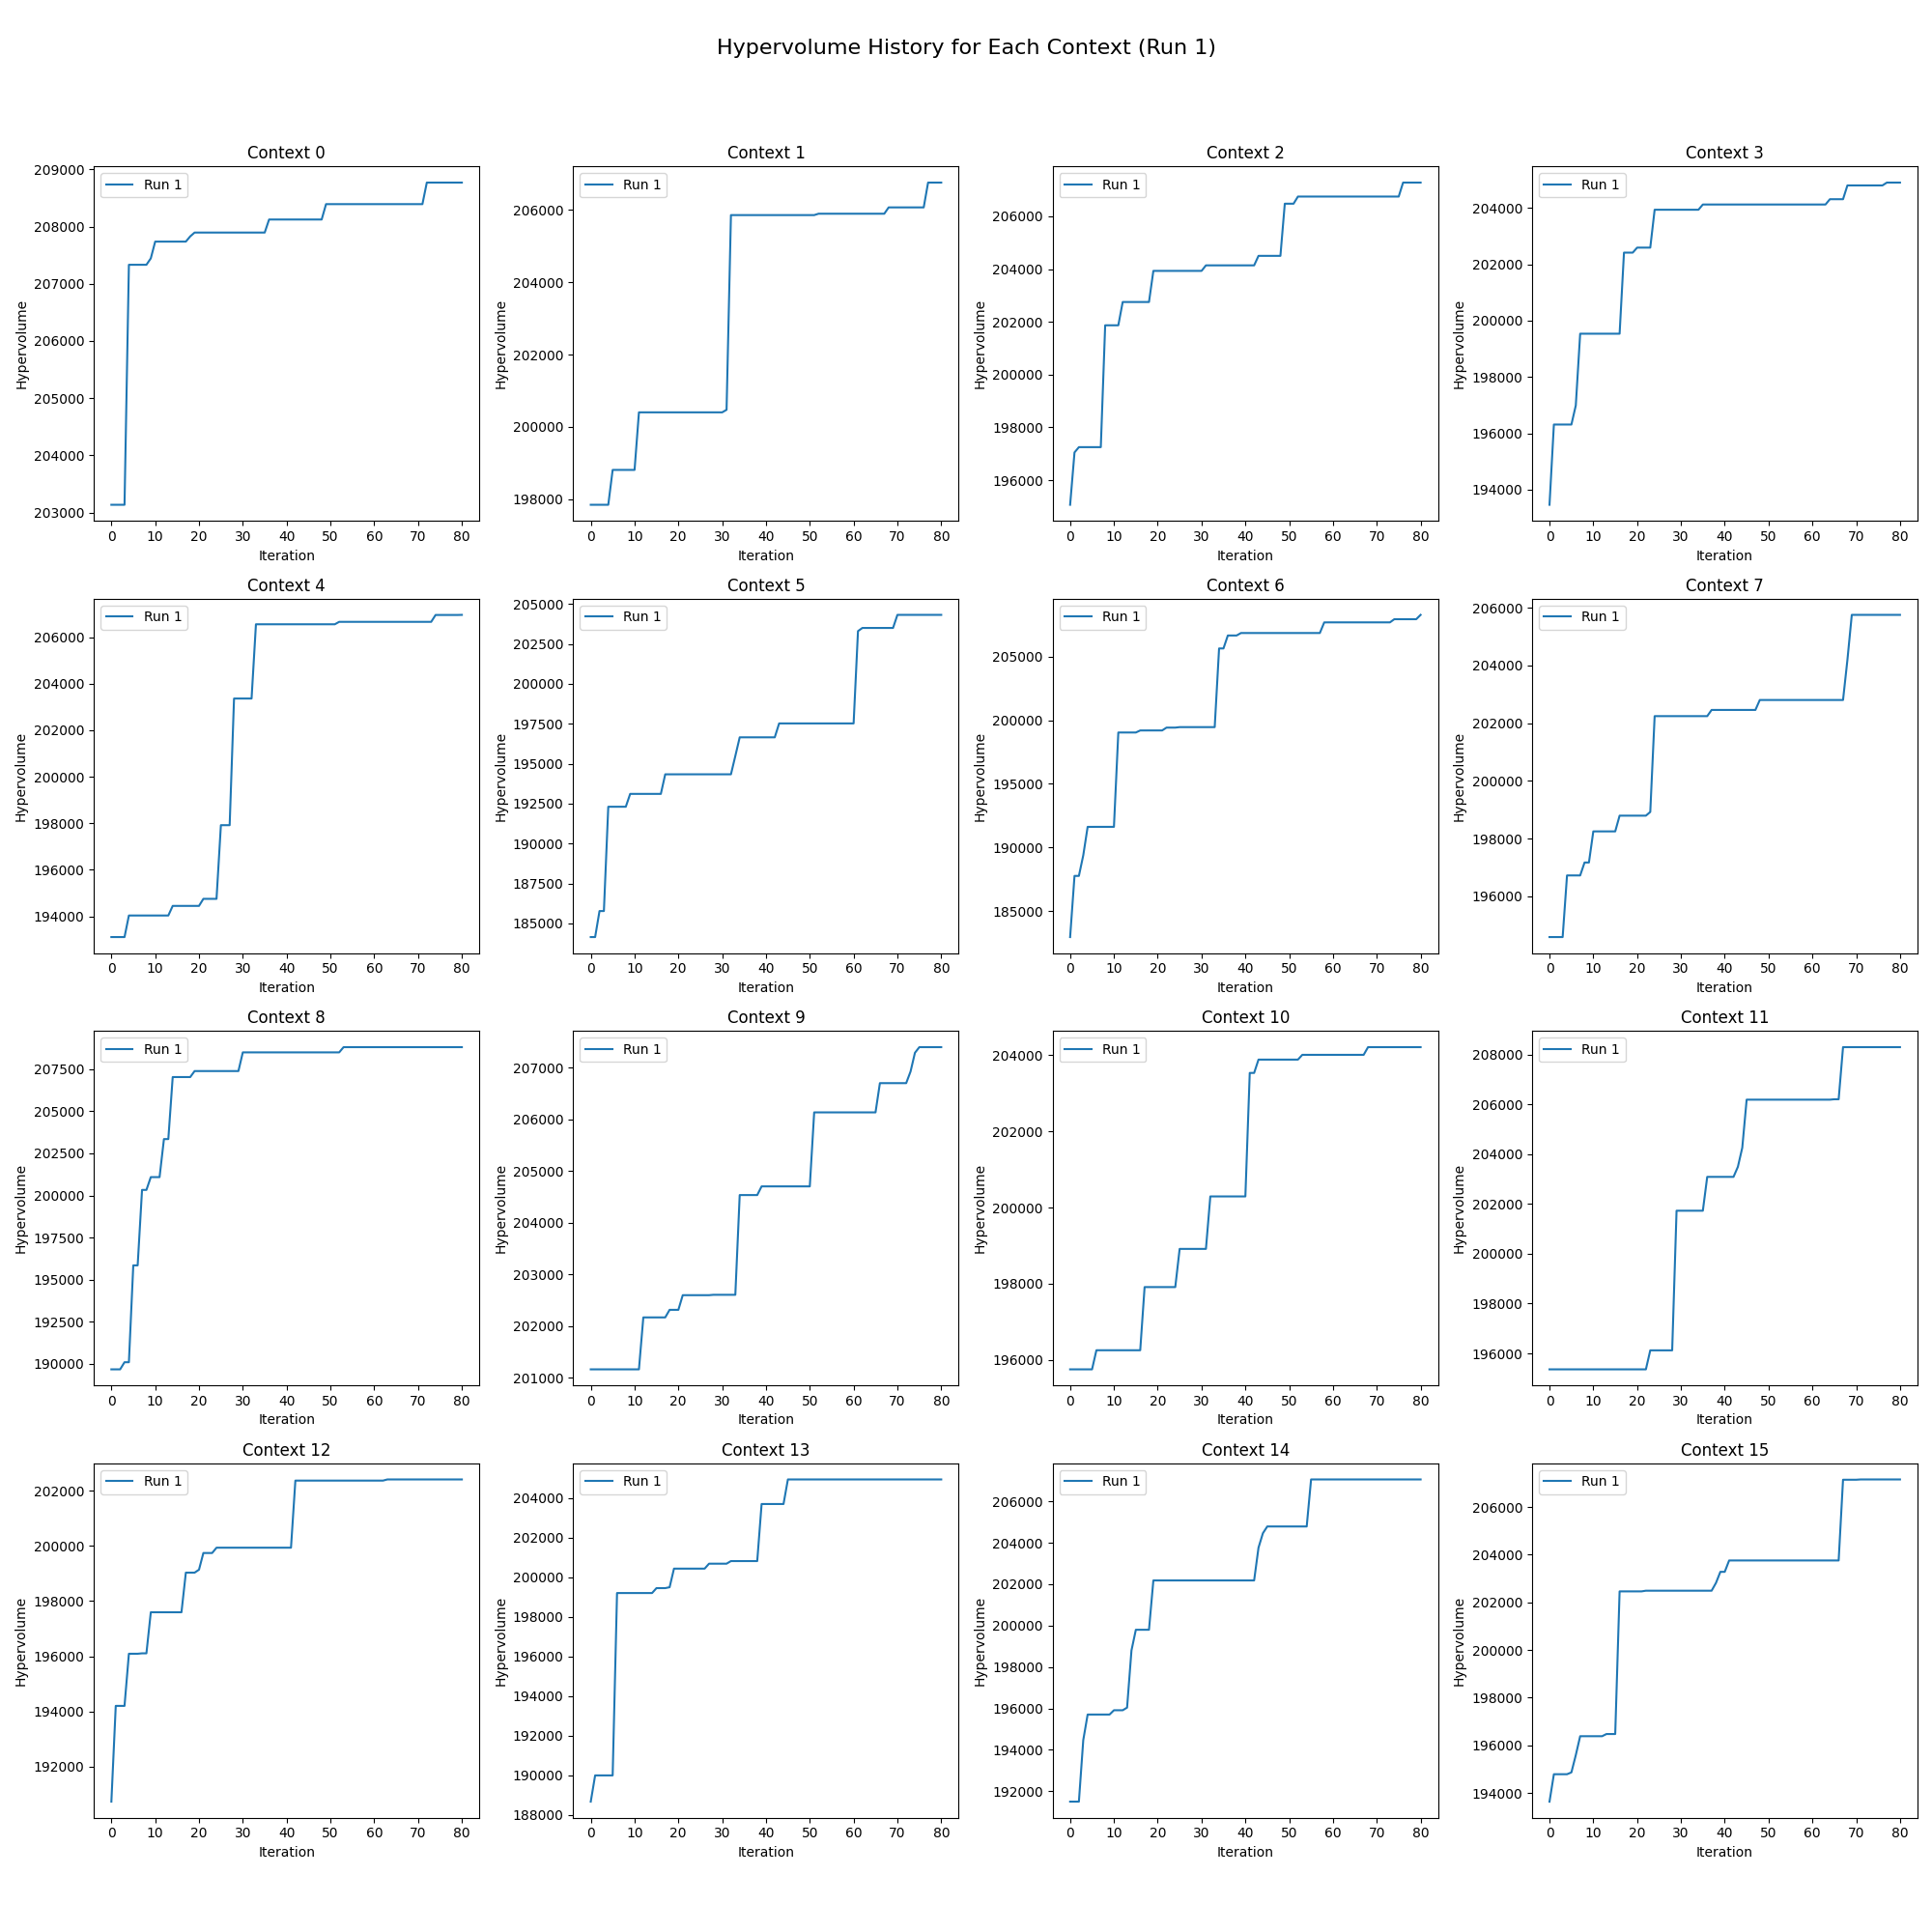 Hypervolume History for Each Context (Run 1)
Context 0
Run 1
209000
208000
207000
206000
205000
204000
203000
Hypervolume
0 10 20 30 40 50 60 70 80
Iteration
Context 1
Run 1
206000
204000
202000
200000
198000
Hypervolume
0 10 20 30 40 50 60 70 80
Iteration
Context 2
Run 1
206000
204000
202000
200000
198000
196000
Hypervolume
0 10 20 30 40 50 60 70 80
Iteration
Context 3
Run 1
204000
202000
200000
198000
196000
194000
Hypervolume
0 10 20 30 40 50 60 70 80
Iteration
Context 4
Run 1
206000
204000
202000
200000
198000
196000
194000
Hypervolume
0 10 20 30 40 50 60 70 80
Iteration
Context 5
Run 1
205000
202500
200000
197500
195000
192500
190000
187500
185000
Hypervolume
0 10 20 30 40 50 60 70 80
Iteration
Context 6
Run 1
205000
200000
195000
190000
185000
Hypervolume
0 10 20 30 40 50 60 70 80
Iteration
Context 7
Run 1
206000
204000
202000
200000
198000
196000
Hypervolume
0 10 20 30 40 50 60 70 80
Iteration
Context 8
Run 1
207500
205000
202500
200000
197500
195000
192500
190000
Hypervolume
0 10 20 30 40 50 60 70 80
Iteration
Context 9
Run 1
207000
206000
205000
204000
203000
202000
201000
Hypervolume
0 10 20 30 40 50 60 70 80
Iteration
Context 10
Run 1
204000
202000
200000
198000
196000
Hypervolume
0 10 20 30 40 50 60 70 80
Iteration
Context 11
Run 1
208000
206000
204000
202000
200000
198000
196000
Hypervolume
0 10 20 30 40 50 60 70 80
Iteration
Context 12
Run 1
202000
200000
198000
196000
194000
192000
Hypervolume
0 10 20 30 40 50 60 70 80
Iteration
Context 13
Run 1
204000
202000
200000
198000
196000
194000
192000
190000
188000
Hypervolume
0 10 20 30 40 50 60 70 80
Iteration
Context 14
Run 1
206000
204000
202000
200000
198000
196000
194000
192000
Hypervolume
0 10 20 30 40 50 60 70 80
Iteration
Context 15
Run 1
206000
204000
202000
200000
198000
196000
194000
Hypervolume
0 10 20 30 40 50 60 70 80
Iteration